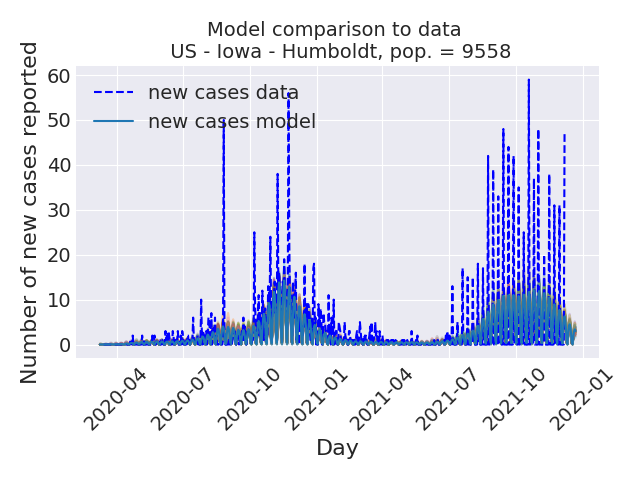 Model comparison to data
US - Iowa - Humboldt, pop. = 9558
Number of new cases reported
60
50
40
30
20
10
0
new cases data
new cases model
2020-04
2020-07
2020-10
2021-01
2021-04
2021-07
2021-10
2022-01
Day